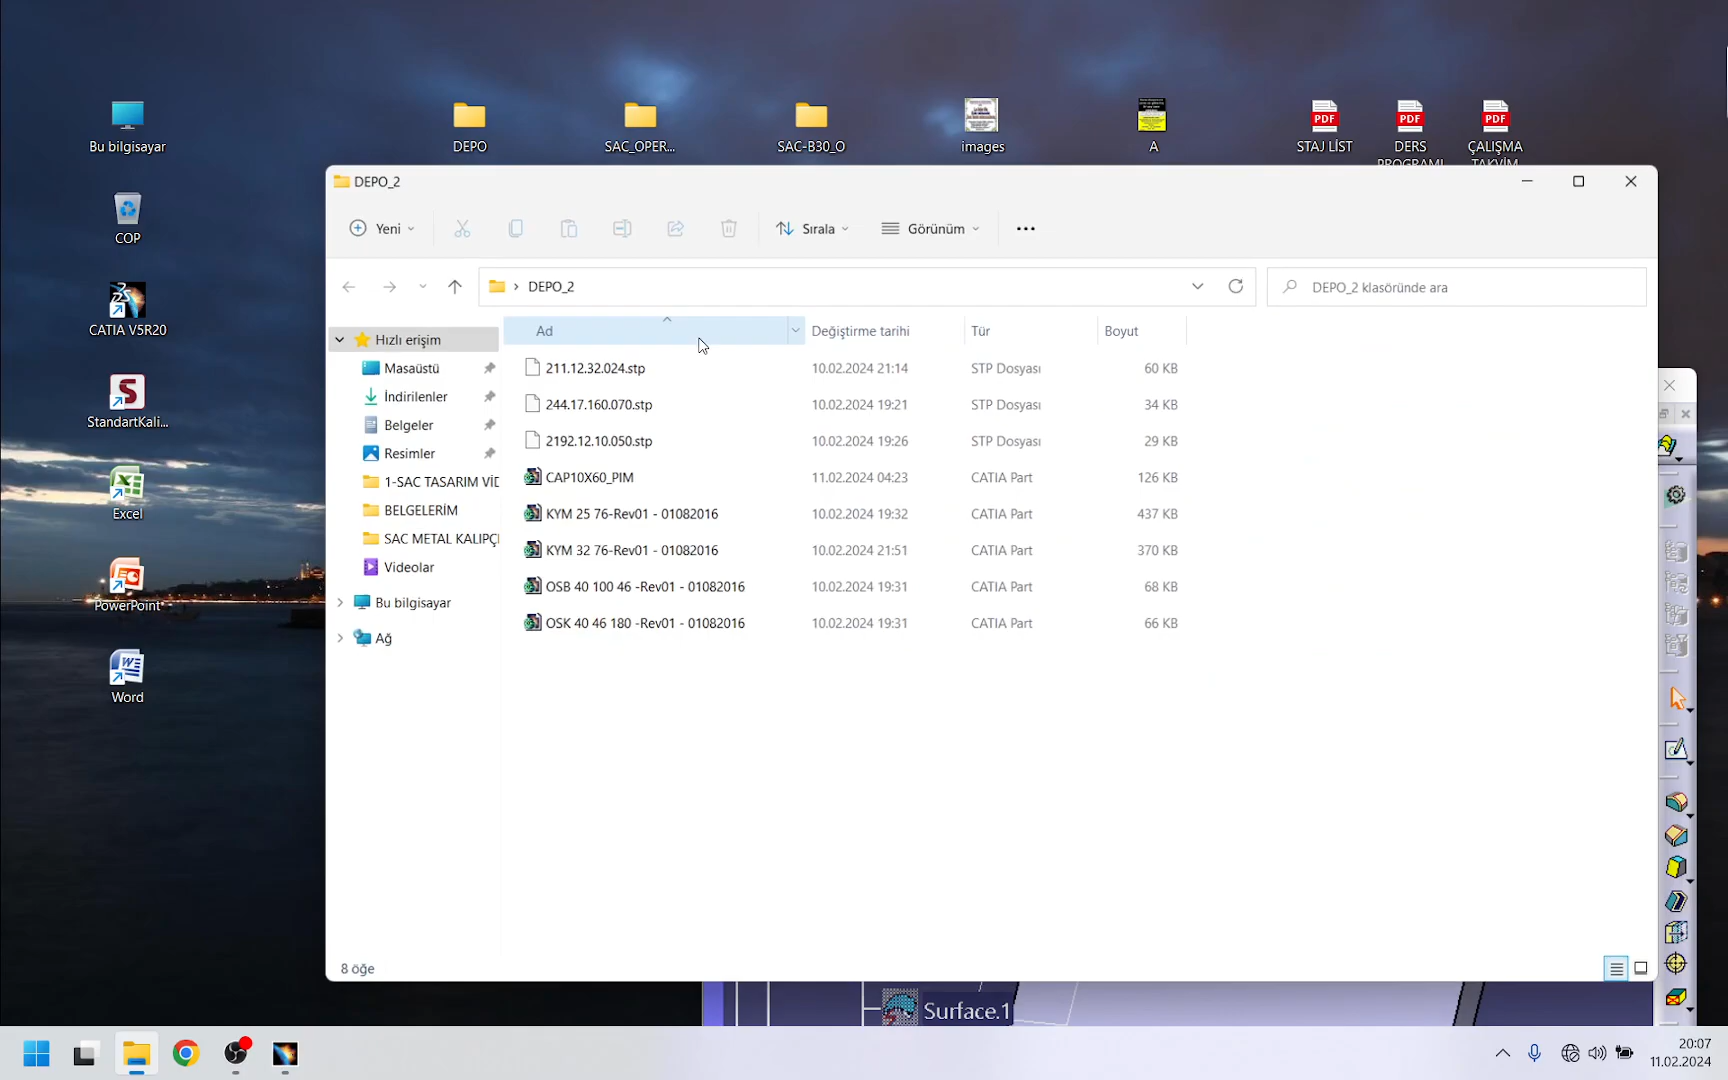 Bu bilgisayar
DEPO
SAC_OPER...
SAC-B30_O
images
A
STAJ LİST
DERS
PROGRAMI
ÇALIŞMA
TAKVİM
COP
CATIA V5R20
StandartKali...
Excel
PowerPoint
Word
DEPO_2
Yeni
Sırala
Görünüm
DEPO_2
DEPO_2 klasöründe ara
Hızlı erişim
Masaüstü
İndirilenler
Belgeler
Resimler
1-SAC TASARIM VİD
BELGELERİM
SAC METAL KALIPÇI
Videolar
Bu bilgisayar
Ağ
Ad Değiştirme tarihi Tür Boyut
211.12.32.024.stp 10.02.2024 21:14 STP Dosyası 60 KB
244.17.160.070.stp 10.02.2024 19:21 STP Dosyası 34 KB
2192.12.10.050.stp 10.02.2024 19:26 STP Dosyası 29 KB
CAP10X60_PIM 11.02.2024 04:23 CATIA Part 126 KB
KYM 25 76-Rev01 - 01082016 10.02.2024 19:32 CATIA Part 437 KB
KYM 32 76-Rev01 - 01082016 10.02.2024 21:51 CATIA Part 370 KB
OSB 40 100 46 -Rev01 - 01082016 10.02.2024 19:31 CATIA Part 68 KB
OSK 40 46 180 -Rev01 - 01082016 10.02.2024 19:31 CATIA Part 66 KB
8 öğe
Surface.1
20:07
11.02.2024